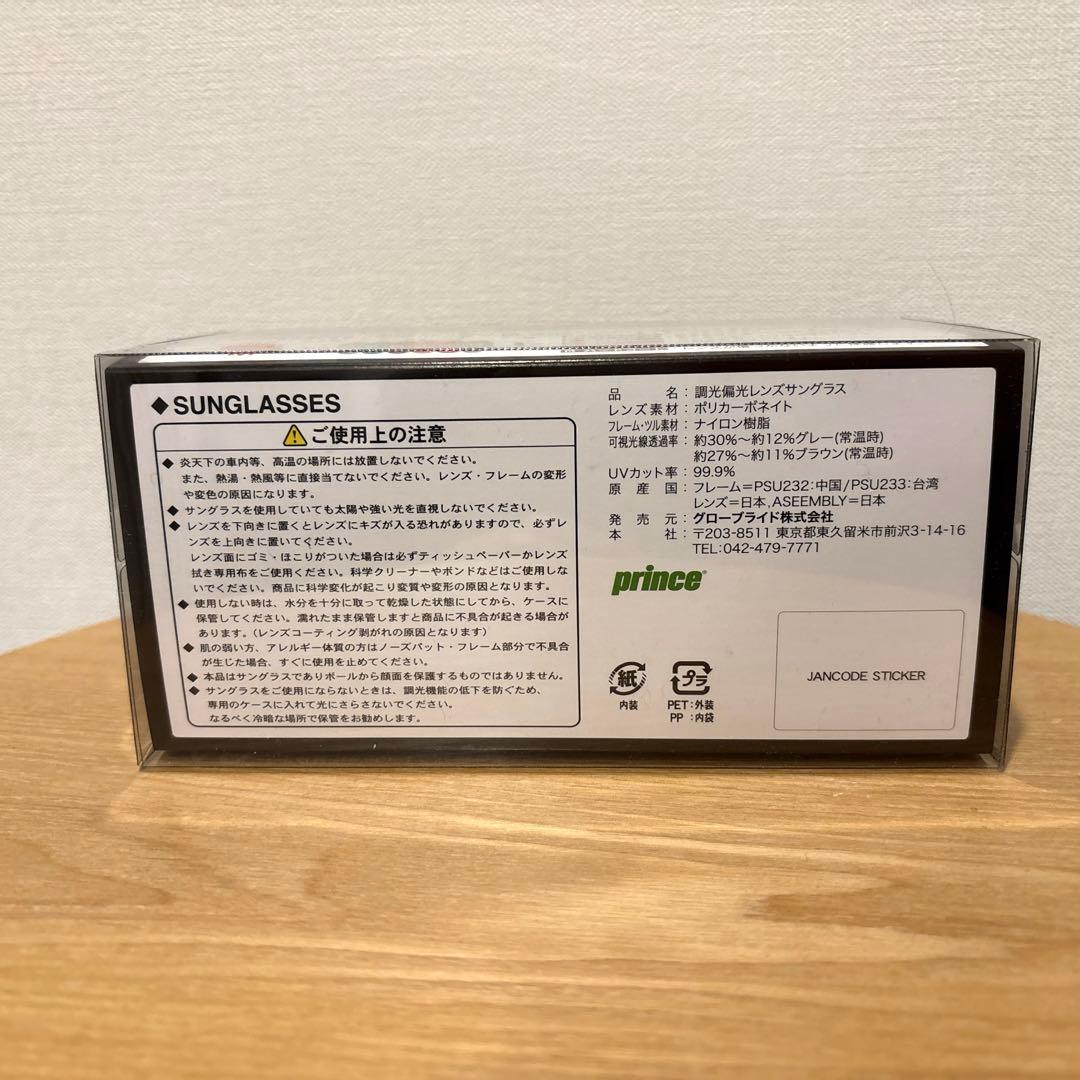 ◆SUNGLASSES
ご使用上の注意
◆ 炎天下の車内等、高温の場所には放置しないでください。
また、熱湯・熱風等に直接当てないでください。レンズ・フレームの変形
や変色の原因になります。
◆ サングラスを使用していても太陽や強い光を直視しないでください。
◆ レンズを下向きに置くとレンズにキズが入る恐れがありますので、必ずレ
ンズを上向きに置いてください。
レンズ面にゴミ・ほこりがついた場合は必ずティッシュペーパーかレンズ
拭き専用布をご使用ください。科学クリーナーやボンドなどはご使用しな
いでください。商品に科学変化が起こり変質や変形の原因となります。
◆ 使用しない時は、水分を十分に取って乾燥した状態にしてから、ケースに
保管してください。濡れたまま保管しますと商品に不具合が起きる場合が
あります。(レンズコーティング剥がれの原因となります)
◆ 肌の弱い方、アレルギー体質の方はノーズパット・フレーム部分で不具合
が生じた場合、すぐに使用を止めてください。
◆ 本品はサングラスでありボールから顔面を保護するものではありません。
◆ サングラスをご使用にならないときは、調光機能の低下を防ぐため、
専用のケースに入れて光にさらさないでください。
なるべく冷暗な場所で保管をお勧めします。
品名：調光偏光レンズサングラス
レンズ素材：ポリカーボネイト
フレーム・ツル素材：ナイロン樹脂
可視光線透過率：約30%〜約12%グレー(常温時)
約27%〜約11%ブラウン(常温時)
UVカット率：99.9%
原産国：フレーム=PSU232:中国/PSU233:台湾
レンズ=日本, ASEEMBLY=日本
発売元：グローブライド株式会社
本社：〒203-8511 東京都東久留米市前沢3-14-16
TEL:042-479-7771
prince®
紙
内装
プラ
PET：外装
PP：内袋
JANCODE STICKER